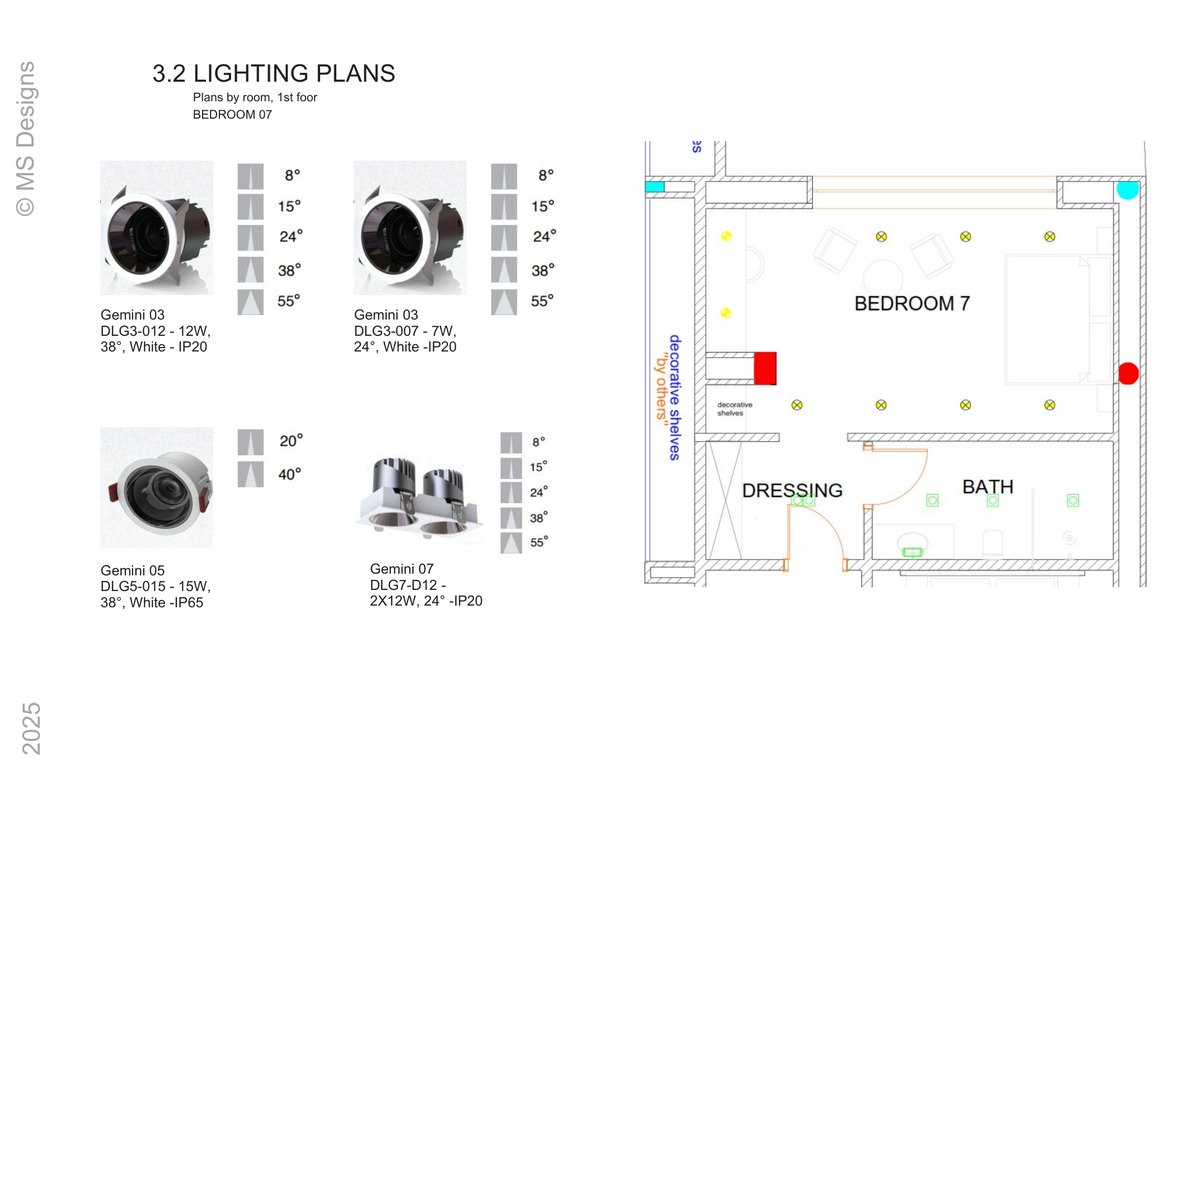 © MS Designs
2025
3.2 LIGHTING PLANS
Plans by room, 1st foor
BEDROOM 07
8°
15°
24°
38°
55°
Gemini 03
DLG3-012 - 12W,
38°, White - IP20
8°
15°
24°
38°
55°
Gemini 03
DLG3-007 - 7W,
24°, White -IP20
20°
40°
Gemini 05
DLG5-015 - 15W,
38°, White -IP65
8°
15°
24°
38°
55°
Gemini 07
DLG7-D12 -
2X12W, 24° -IP20
es
decorative shelves
"by others"
BEDROOM 7
decorative
shelves
DRESSING
BATH